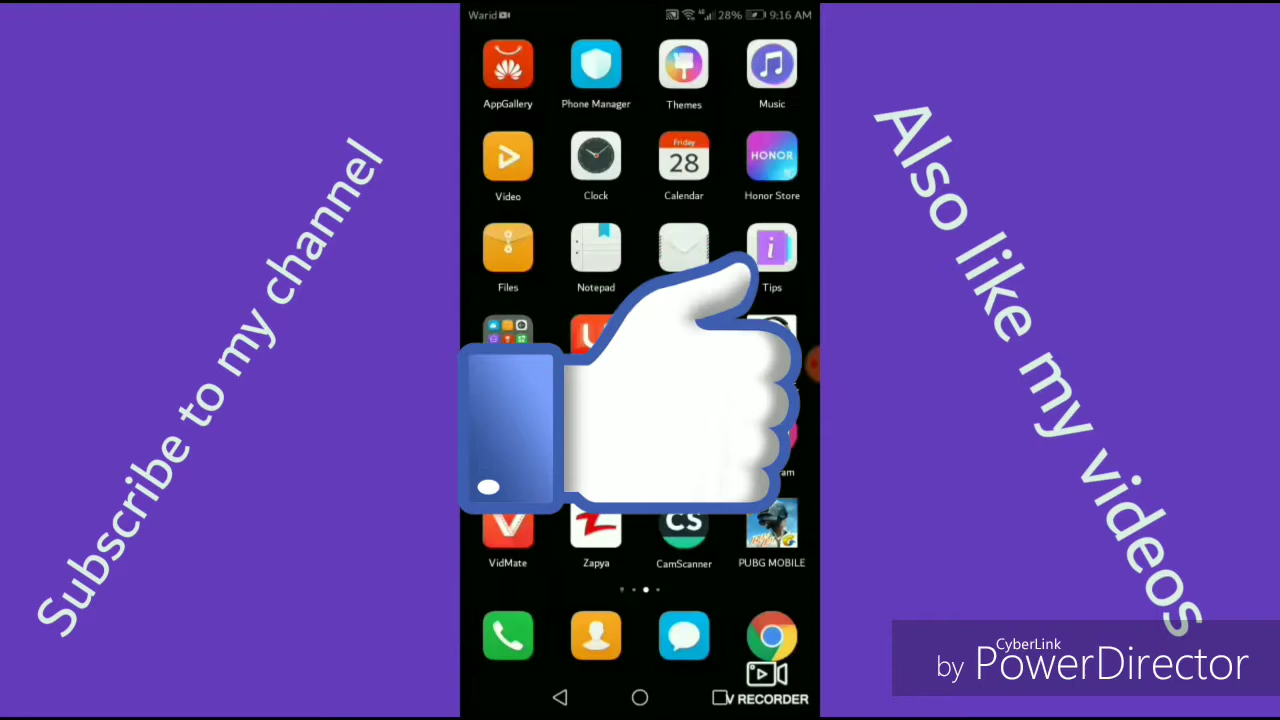 Warid
4G
28%
9:16 AM
AppGallery
Phone Manager
Themes
Music
Friday
28
HONOR
Video
Clock
Calendar
Honor Store
i
Files
Notepad
Tips
Subscribe to my channel
Also like my videos
CS
VidMate
Zapya
CamScanner
PUBG MOBILE
V RECORDER
CyberLink
by PowerDirector